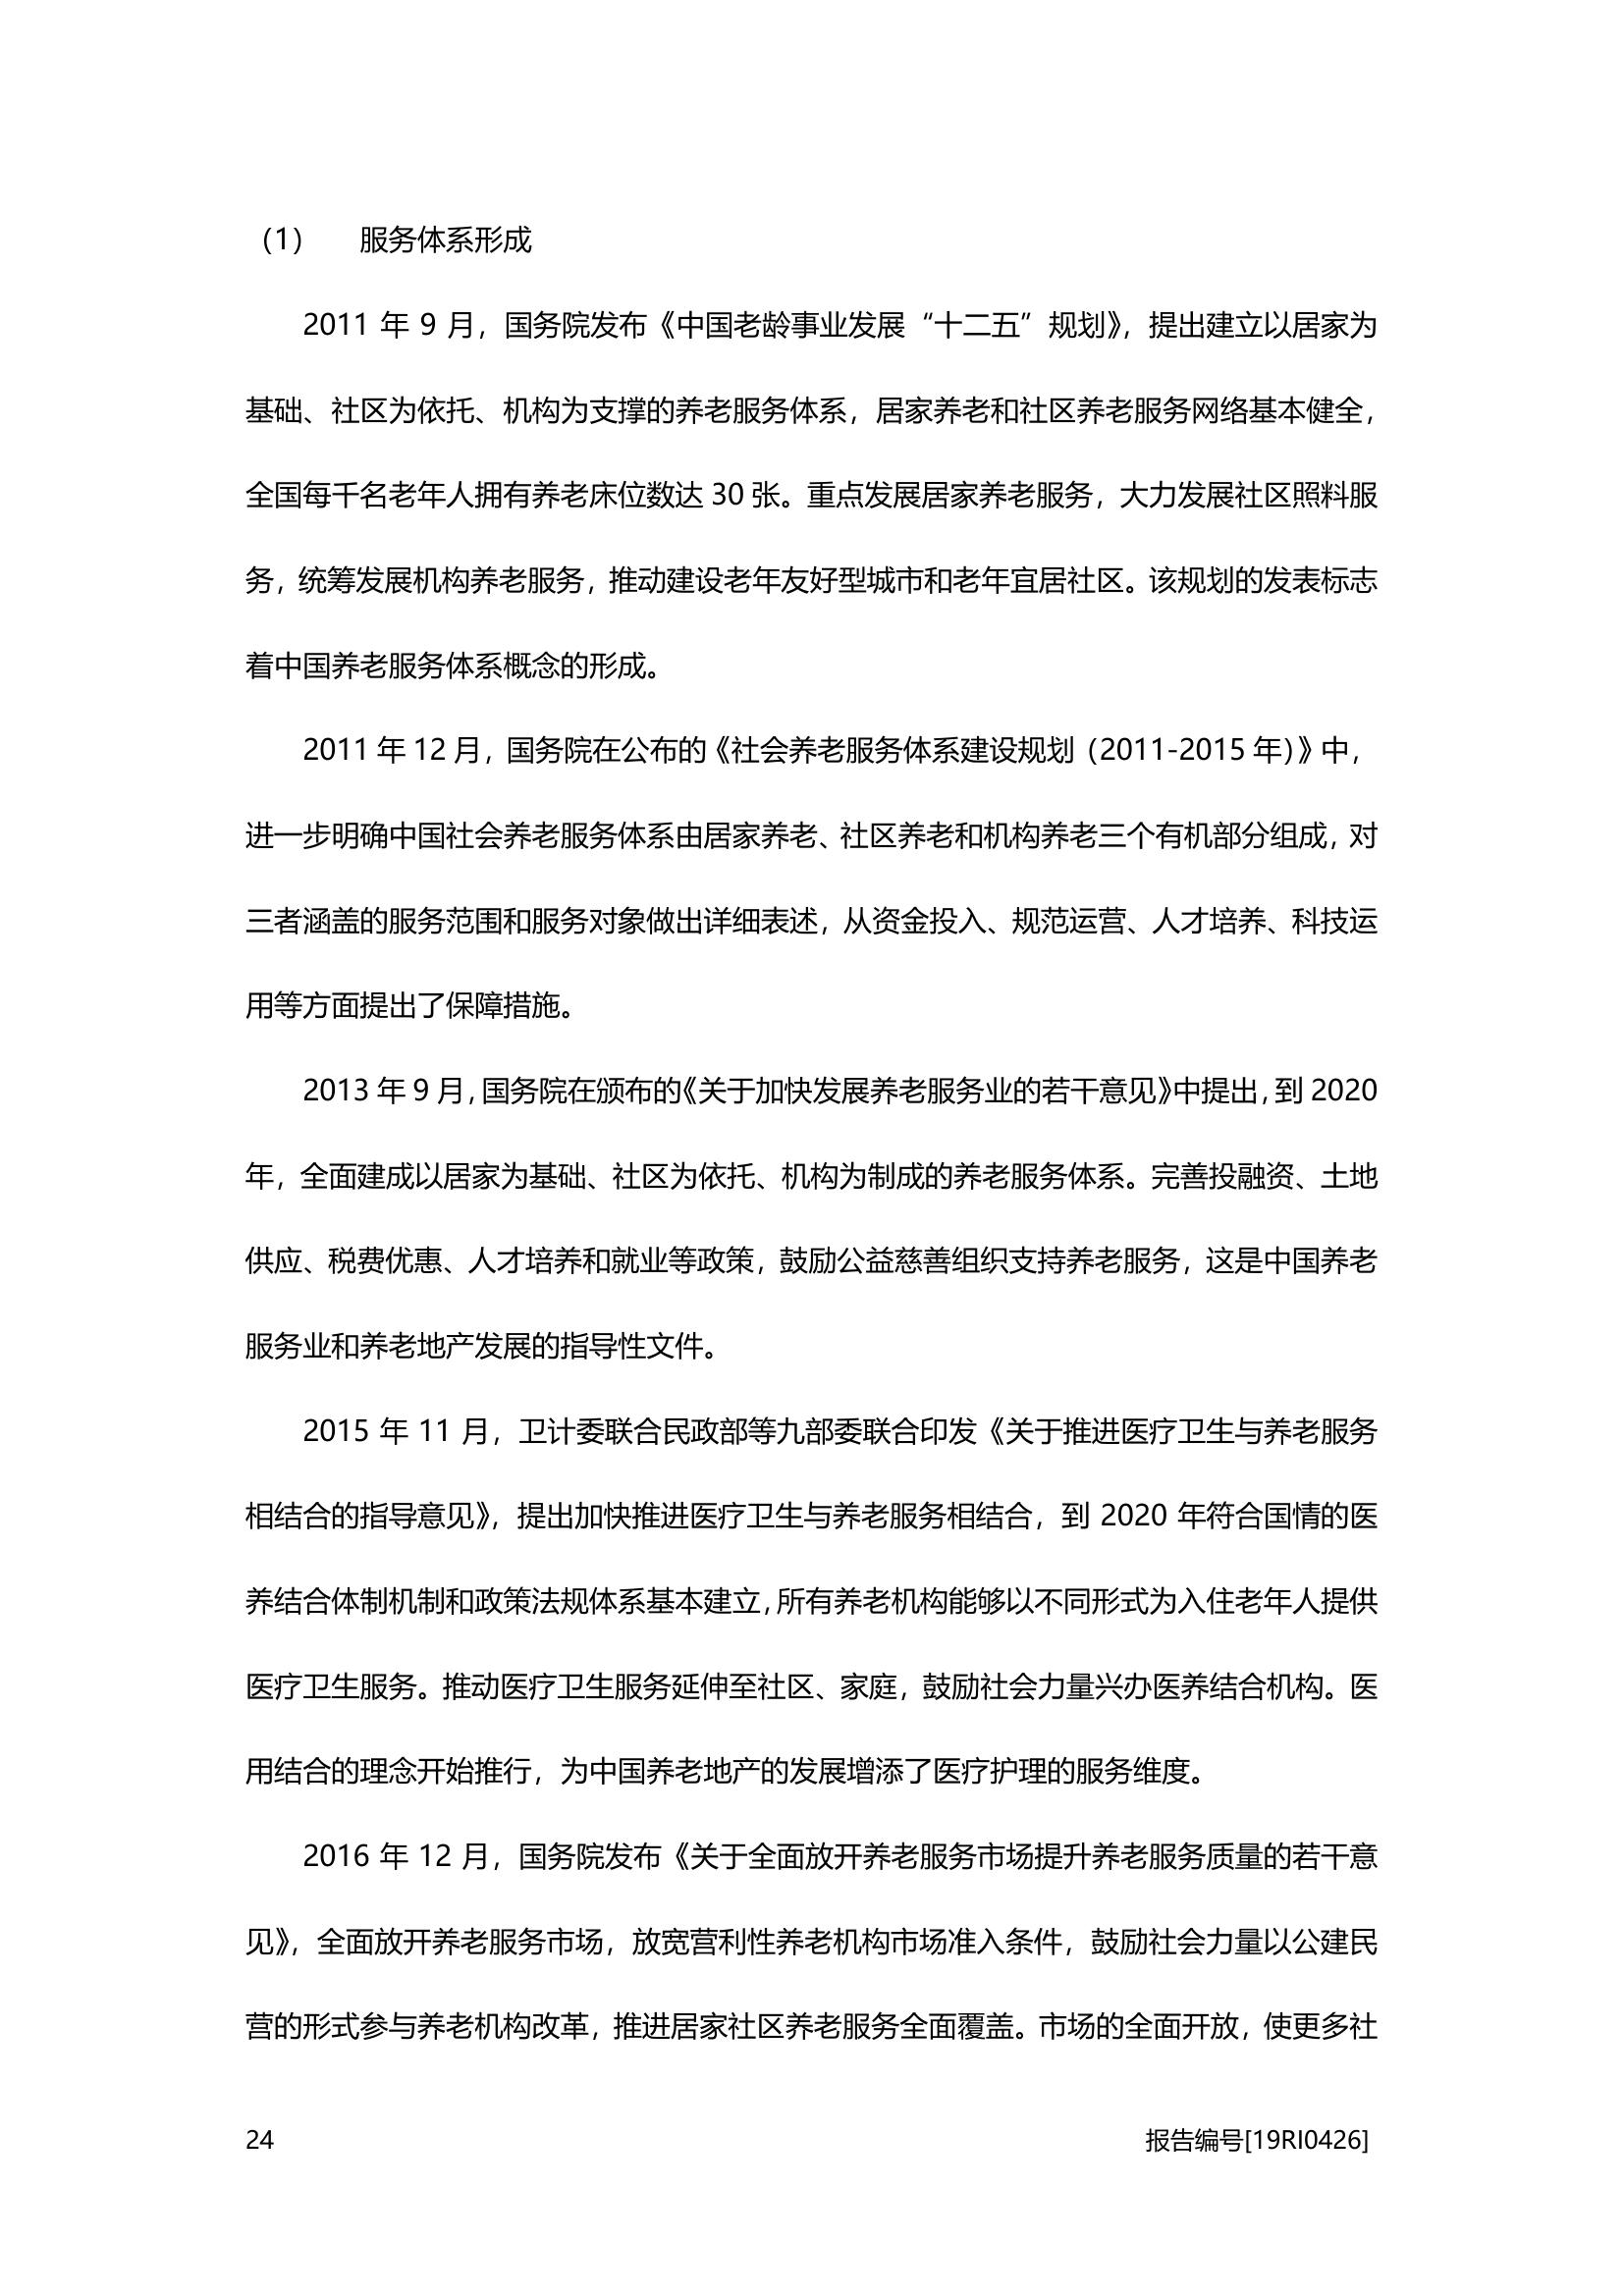 （1） 服务体系形成
2011 年 9 月，国务院发布《中国老龄事业发展“十二五”规划》，提出建立以居家为
基础、社区为依托、机构为支撑的养老服务体系，居家养老和社区养老服务网络基本健全，
全国每千名老年人拥有养老床位数达 30 张。重点发展居家养老服务，大力发展社区照料服
务，统筹发展机构养老服务，推动建设老年友好型城市和老年宜居社区。该规划的发表标志
着中国养老服务体系概念的形成。
2011 年 12 月，国务院在公布的《社会养老服务体系建设规划（2011-2015 年）》中，
进一步明确中国社会养老服务体系由居家养老、社区养老和机构养老三个有机部分组成，对
三者涵盖的服务范围和服务对象做出详细表述，从资金投入、规范运营、人才培养、科技运
用等方面提出了保障措施。
2013 年 9 月，国务院在颁布的《关于加快发展养老服务业的若干意见》中提出，到 2020
年，全面建成以居家为基础、社区为依托、机构为制成的养老服务体系。完善投融资、土地
供应、税费优惠、人才培养和就业等政策，鼓励公益慈善组织支持养老服务，这是中国养老
服务业和养老地产发展的指导性文件。
2015 年 11 月，卫计委联合民政部等九部委联合印发《关于推进医疗卫生与养老服务
相结合的指导意见》，提出加快推进医疗卫生与养老服务相结合，到 2020 年符合国情的医
养结合体制机制和政策法规体系基本建立，所有养老机构能够以不同形式为入住老年人提供
医疗卫生服务。推动医疗卫生服务延伸至社区、家庭，鼓励社会力量兴办医养结合机构。医
用结合的理念开始推行，为中国养老地产的发展增添了医疗护理的服务维度。
2016 年 12 月，国务院发布《关于全面放开养老服务市场提升养老服务质量的若干意
见》，全面放开养老服务市场，放宽营利性养老机构市场准入条件，鼓励社会力量以公建民
营的形式参与养老机构改革，推进居家社区养老服务全面覆盖。市场的全面开放，使更多社
24 报告编号[19RI0426]